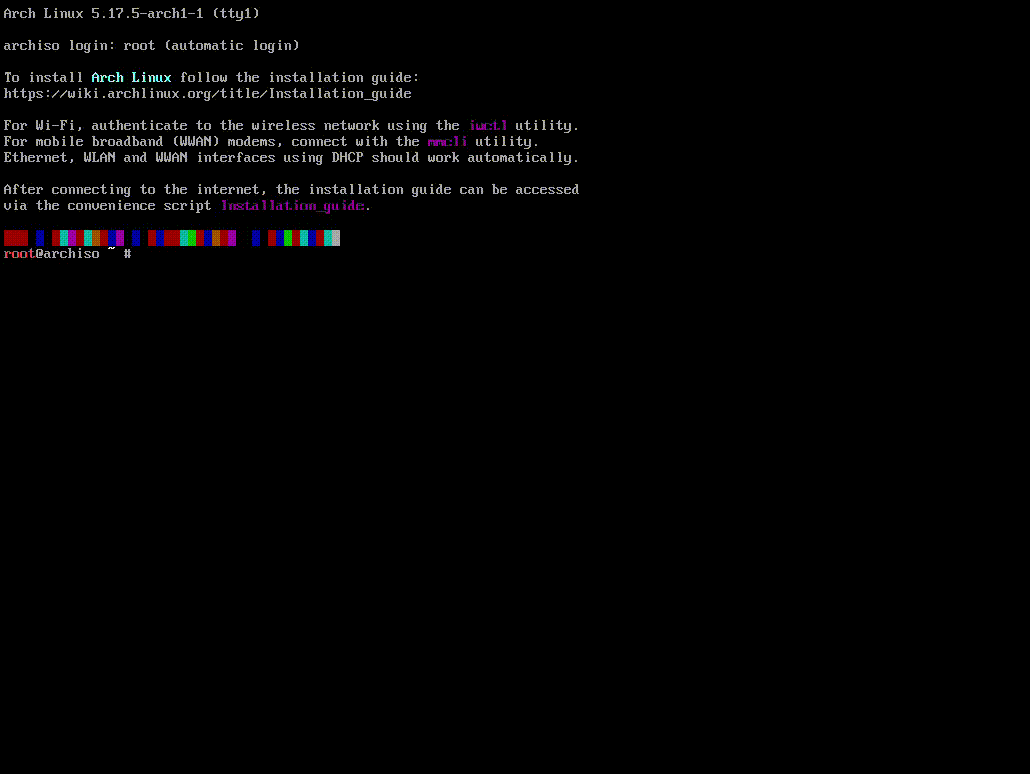 Arch Linux 5.17.5-arch1-1 (tty1)
archiso login: root (automatic login)
To install Arch Linux follow the installation guide:
https://wiki.archlinux.org/title/Installation_guide
For Wi-Fi, authenticate to the wireless network using the iwctl utility.
For mobile broadband (WWAN) modems, connect with the mmcli utility.
Ethernet, WLAN and WWAN interfaces using DHCP should work automatically.
After connecting to the internet, the installation guide can be accessed
via the convenience script Installation_guide.
root@archiso ~ #